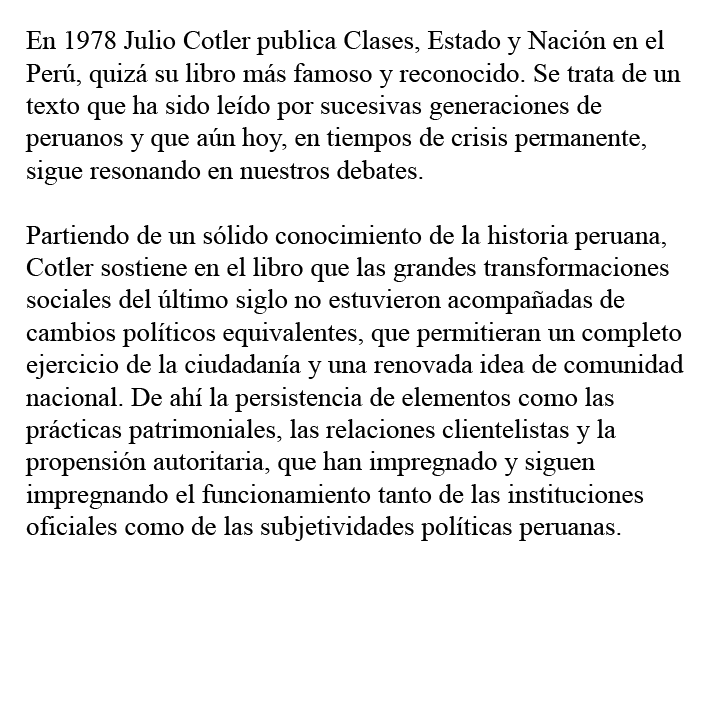 En 1978 Julio Cotler publica Clases, Estado y Nación en el
Perú, quizá su libro más famoso y reconocido. Se trata de un
texto que ha sido leído por sucesivas generaciones de
peruanos y que aún hoy, en tiempos de crisis permanente,
sigue resonando en nuestros debates.
Partiendo de un sólido conocimiento de la historia peruana,
Cotler sostiene en el libro que las grandes transformaciones
sociales del último siglo no estuvieron acompañadas de
cambios políticos equivalentes, que permitieran un completo
ejercicio de la ciudadanía y una renovada idea de comunidad
nacional. De ahí la persistencia de elementos como las
prácticas patrimoniales, las relaciones clientelistas y la
propensión autoritaria, que han impregnado y siguen
impregnando el funcionamiento tanto de las instituciones
oficiales como de las subjetividades políticas peruanas.